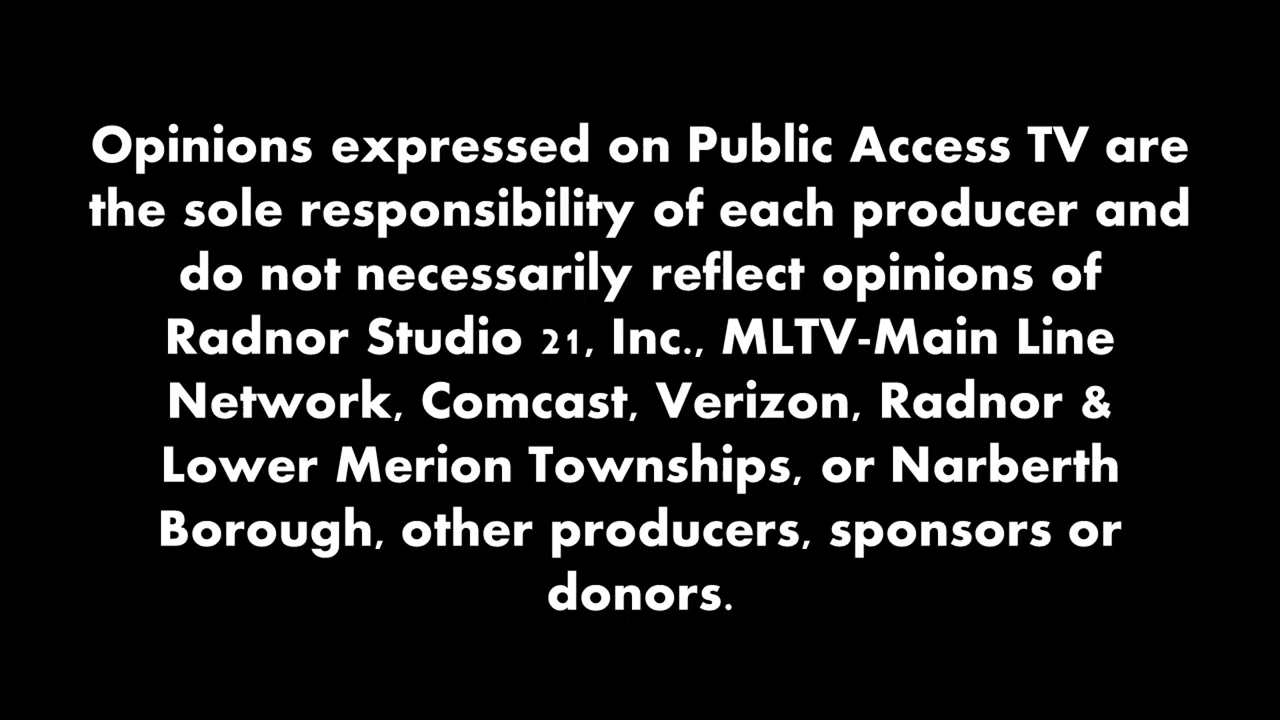 Opinions expressed on Public Access TV are
the sole responsibility of each producer and
do not necessarily reflect opinions of
Radnor Studio 21, Inc., MLTV-Main Line
Network, Comcast, Verizon, Radnor &
Lower Merion Townships, or Narberth
Borough, other producers, sponsors or
donors.